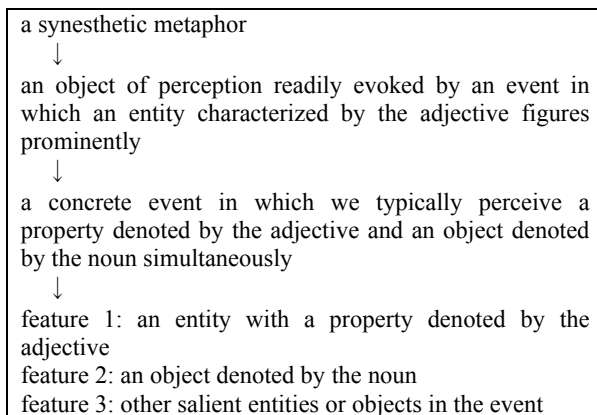 a synesthetic metaphor
↓
an object of perception readily evoked by an event in
which an entity characterized by the adjective figures
prominently
↓
a concrete event in which we typically perceive a
property denoted by the adjective and an object denoted
by the noun simultaneously
↓
feature 1: an entity with a property denoted by the
adjective
feature 2: an object denoted by the noun
feature 3: other salient entities or objects in the event